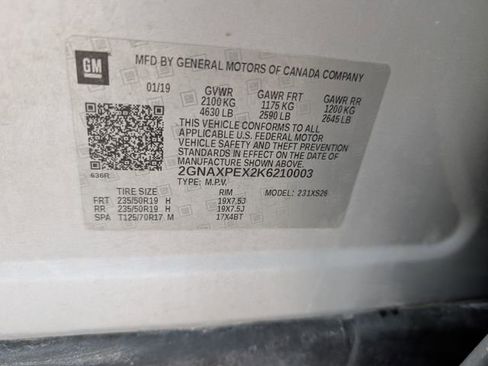 GM
MFD BY GENERAL MOTORS OF CANADA COMPANY
01/19 GVWR GAWR FRT GAWR RR
2100 KG 1175 KG 1200 KG
4630 LB 2590 LB 2645 LB
THIS VEHICLE CONFORMS TO ALL
APPLICABLE U.S. FEDERAL MOTOR
VEHICLE SAFETY AND THEFT PREVENTION
STANDARDS IN EFFECT ON THE DATE OF
MANUFACTURE SHOWN ABOVE.
636R 2GNAXPEX2K6210003
TYPE: M.P.V. MODEL: 231XS26
TIRE SIZE RIM
FRT 235/50R19 H 19X7.5J
RR 235/50R19 H 19X7.5J
SPA T125/70R17 M 17X4BT